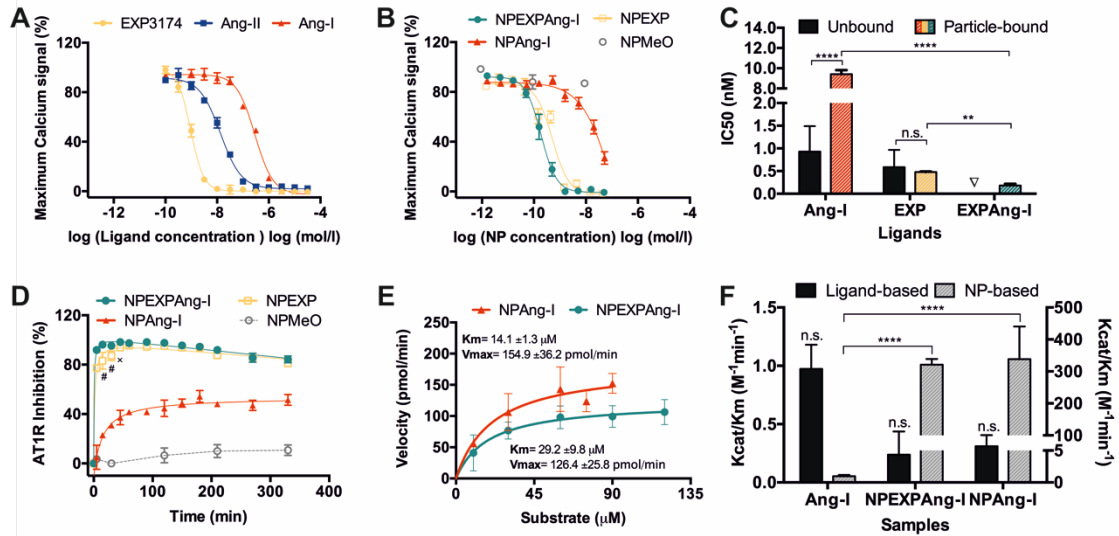 A
EXP3174 Ang-II Ang-I
Maximum Calcium signal (%)
120
80
40
0
-10 -8 -6 -4
log (Ligand concentration ) log (mol/l)
B
NPEXPAng-I NPEXP
NPAng-I NPMeO
Maximum Calcium signal (%)
120
80
40
0
-12 -10 -8 -6
log (NP concentration) log (mol/l)
C
Unbound Particle-bound
IC50 (nM)
14.0
12.0
10.0
8.0
6.0
4.0
2.0
1.5
1.0
0.5
0.0
****
****
n.s.
**
Ang-I EXP EXPAng-I
Ligands
D
NPEXPAng-I NPEXP
NPAng-I NPMeO
AT1R Inhibition (%)
120
80
40
0
# # ×
0 100 200 300 400
Time (min)
E
NPAng-I NPEXPAng-I
Velocity (pmol/min)
250
200
150
100
50
0
Km= 14.1 ±1.3 μM
Vmax= 154.9 ±36.2 pmol/min
Km= 29.2 ±9.8 μM
Vmax= 126.4 ±25.8 pmol/min
0 45 90 135
Substrate (μM)
F
Ligand-based NP-based
Kcat/Km (M⁻¹min⁻¹)
1.5
1.0
0.5
0.0
n.s.
****
****
n.s.
n.s.
500
400
300
200
100
5
0
Kcat/Km (M⁻¹min⁻¹)
Ang-I NPEXPAng-I NPAng-I
Samples